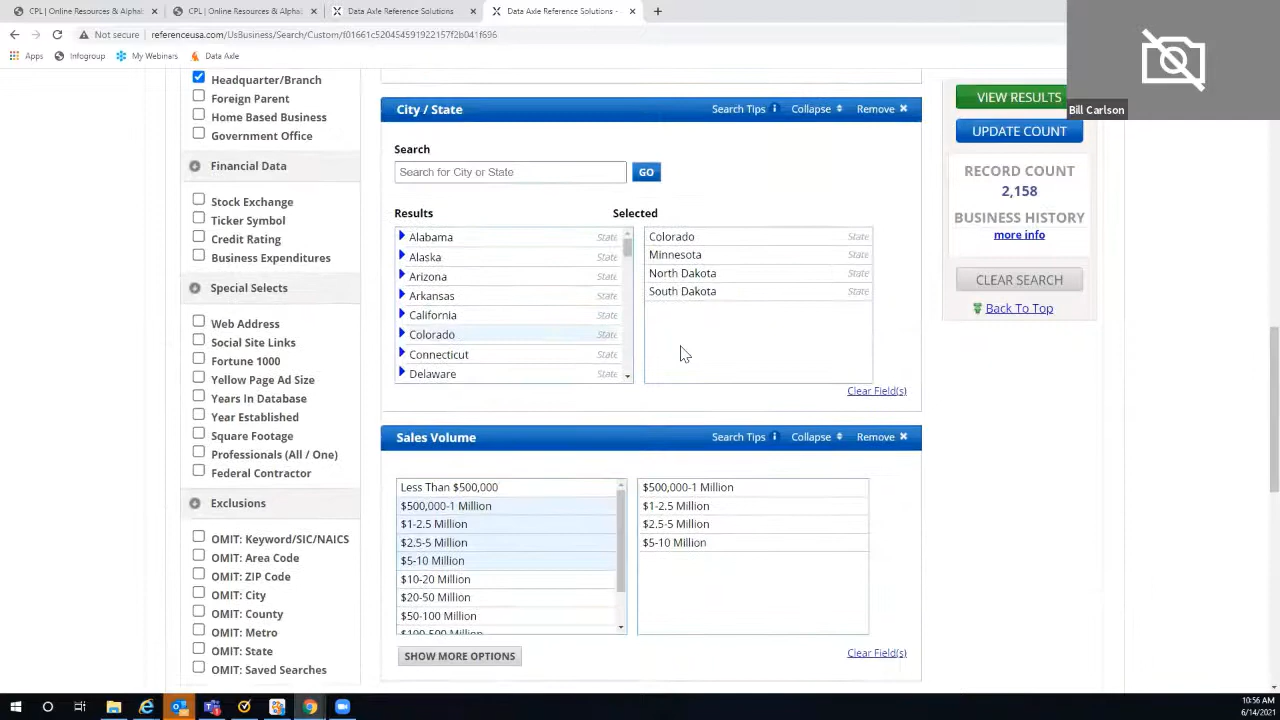 CPL | Online Resources & Alphab
CPL | Online Resources & Alphab
Data Axle Reference Solutions
Data Axle Reference Solutions -
Not secure | referenceusa.com/UsBusiness/Search/Custom/f01661c520454591922157f2b041f696
Apps Infogroup My Webinars Data Axle
Bill Carlson
Headquarter/Branch
Foreign Parent
Home Based Business
Government Office
Financial Data
Stock Exchange
Ticker Symbol
Credit Rating
Business Expenditures
Special Selects
Web Address
Social Site Links
Fortune 1000
Yellow Page Ad Size
Years In Database
Year Established
Square Footage
Professionals (All / One)
Federal Contractor
Exclusions
OMIT: Keyword/SIC/NAICS
OMIT: Area Code
OMIT: ZIP Code
OMIT: City
OMIT: County
OMIT: Metro
OMIT: State
OMIT: Saved Searches
City / State Search Tips i Collapse Remove
Search
Search for City or State GO
Results Selected
Alabama State
Alaska State
Arizona State
Arkansas State
California State
Colorado State
Connecticut State
Delaware State
Colorado State
Minnesota State
North Dakota State
South Dakota State
Clear Field(s)
Sales Volume Search Tips i Collapse Remove
Less Than $500,000
$500,000-1 Million
$1-2.5 Million
$2.5-5 Million
$5-10 Million
$10-20 Million
$20-50 Million
$50-100 Million
$100-500 Million
$500,000-1 Million
$1-2.5 Million
$2.5-5 Million
$5-10 Million
SHOW MORE OPTIONS
Clear Field(s)
VIEW RESULTS
UPDATE COUNT
RECORD COUNT
2,158
BUSINESS HISTORY
more info
CLEAR SEARCH
Back To Top
10:56 AM
6/14/2021